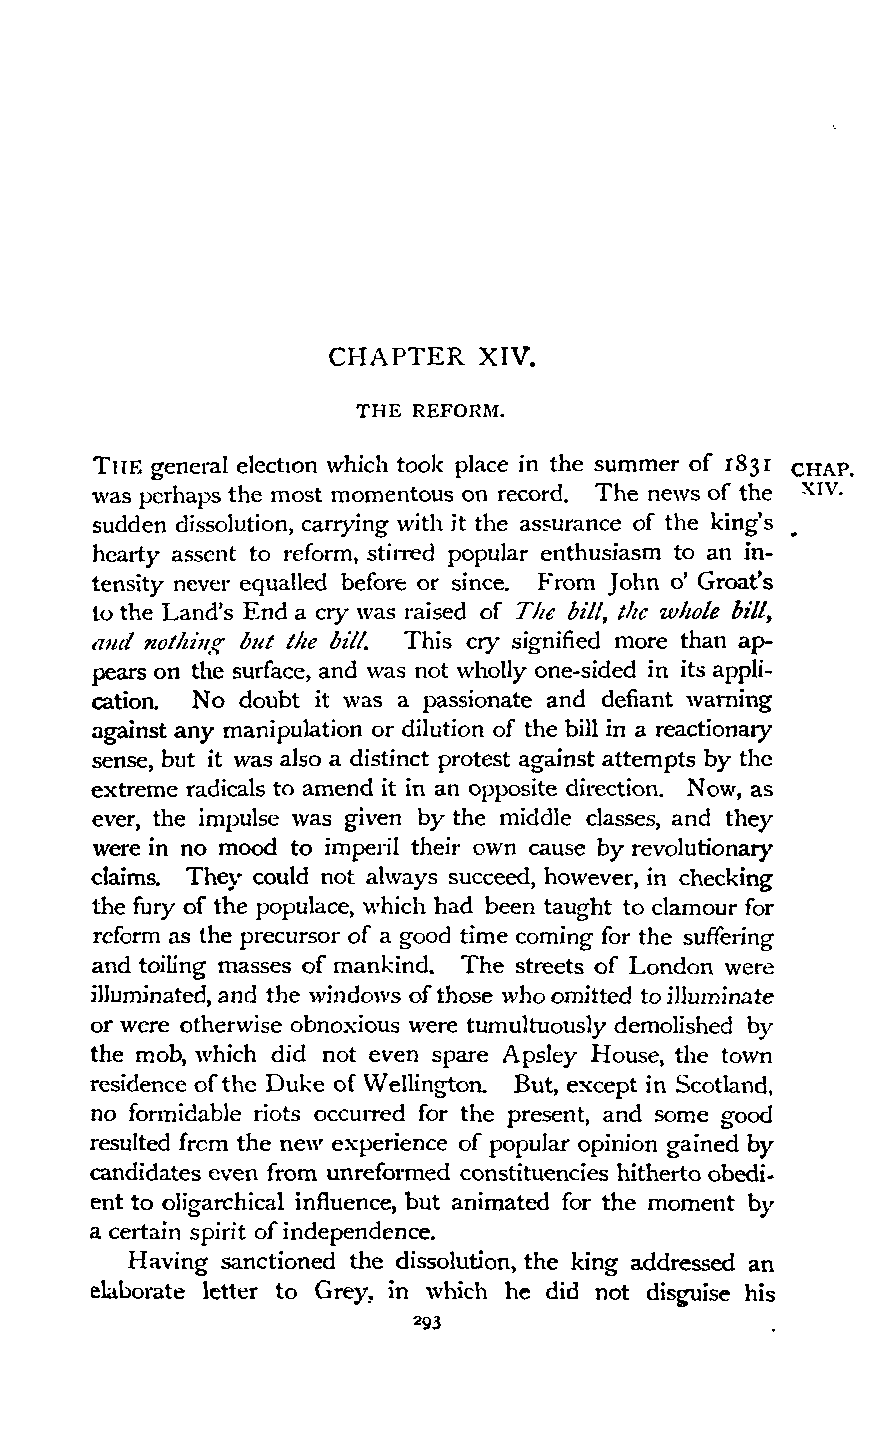 CHAPTER XIV.
THE REFORM.
THE general election which took place in the summer of 1831
CHAP.
XIV.
was perhaps the most momentous on record. The news of the
sudden dissolution, carrying with it the assurance of the king's
hearty assent to reform, stirred popular enthusiasm to an in-
tensity never equalled before or since. From John o' Groat's
to the Land's End a cry was raised of The bill, the whole bill,
and nothing but the bill. This cry signified more than ap-
pears on the surface, and was not wholly one-sided in its appli-
cation. No doubt it was a passionate and defiant warning
against any manipulation or dilution of the bill in a reactionary
sense, but it was also a distinct protest against attempts by the
extreme radicals to amend it in an opposite direction. Now, as
ever, the impulse was given by the middle classes, and they
were in no mood to imperil their own cause by revolutionary
claims. They could not always succeed, however, in checking
the fury of the populace, which had been taught to clamour for
reform as the precursor of a good time coming for the suffering
and toiling masses of mankind. The streets of London were
illuminated, and the windows of those who omitted to illuminate
or were otherwise obnoxious were tumultuously demolished by
the mob, which did not even spare Apsley House, the town
residence of the Duke of Wellington. But, except in Scotland,
no formidable riots occurred for the present, and some good
resulted from the new experience of popular opinion gained by
candidates even from unreformed constituencies hitherto obedi-
ent to oligarchical influence, but animated for the moment by
a certain spirit of independence.
Having sanctioned the dissolution, the king addressed an
elaborate letter to Grey, in which he did not disguise his
293